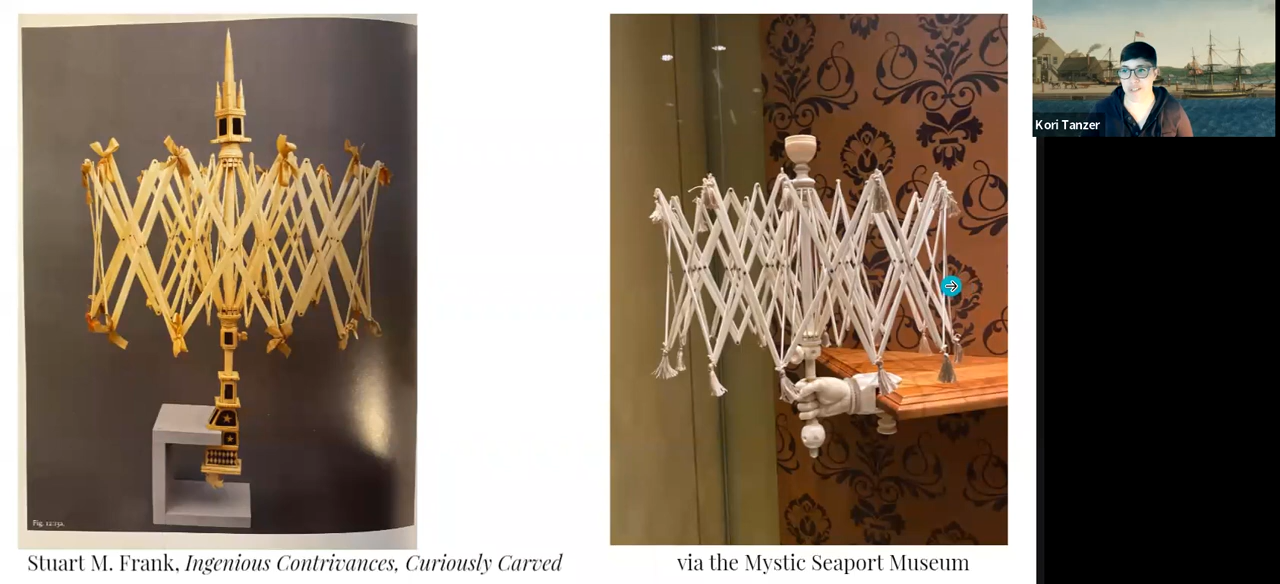 Kori Tanzer
Fig. 12:13a.
Stuart M. Frank, Ingenious Contrivances, Curiously Carved
via the Mystic Seaport Museum